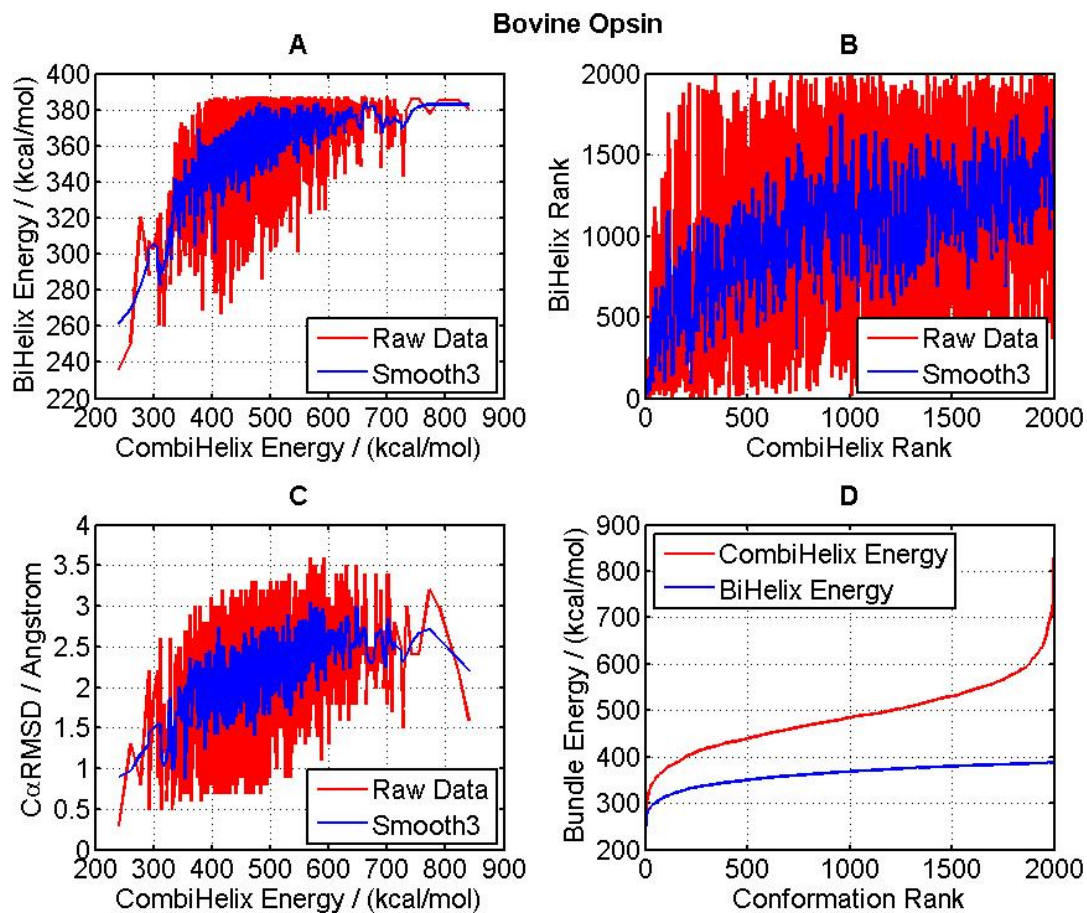 Bovine Opsin
A
BiHelix Energy / (kcal/mol)
400
380
360
340
320
300
280
260
240
220
200 300 400 500 600 700 800 900
CombiHelix Energy / (kcal/mol)
Raw Data
Smooth3
B
BiHelix Rank
2000
1500
1000
500
0
0 500 1000 1500 2000
CombiHelix Rank
Raw Data
Smooth3
C
CαRMSD / Angstrom
4
3.5
3
2.5
2
1.5
1
0.5
0
200 300 400 500 600 700 800 900
CombiHelix Energy / (kcal/mol)
Raw Data
Smooth3
D
Bundle Energy / (kcal/mol)
900
800
700
600
500
400
300
200
0 500 1000 1500 2000
Conformation Rank
CombiHelix Energy
BiHelix Energy